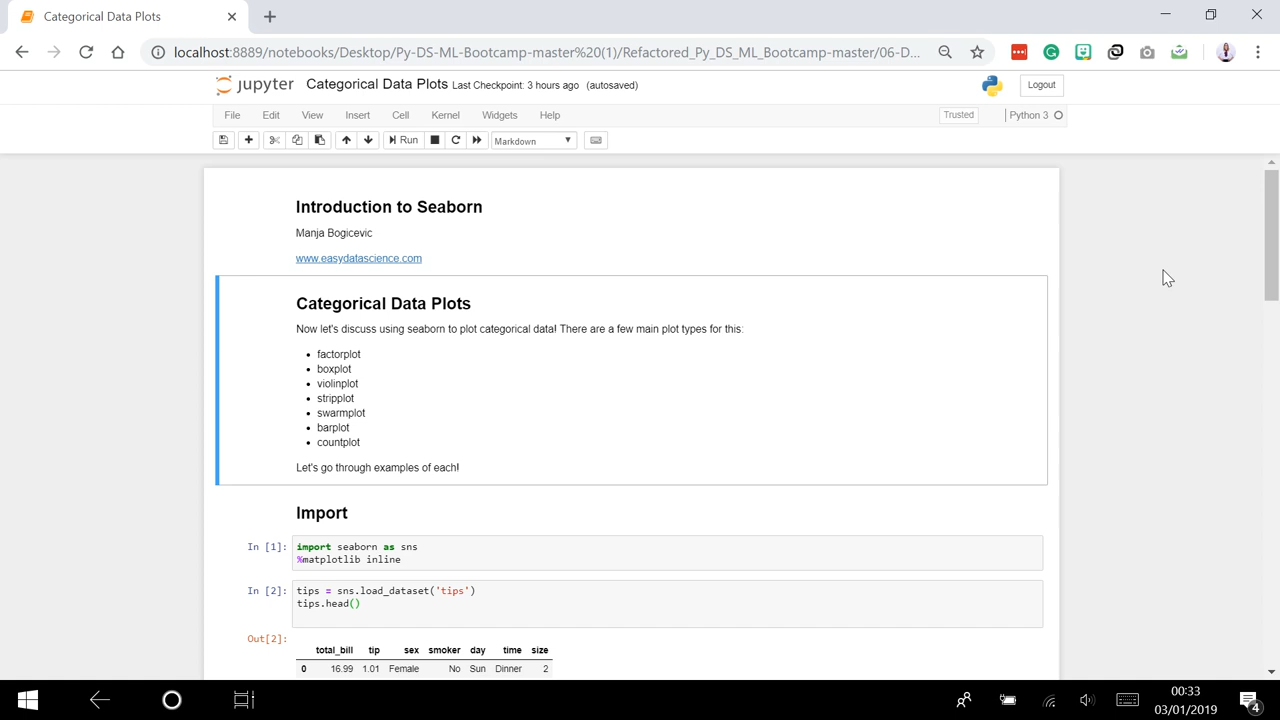 Categorical Data Plots
localhost:8889/notebooks/Desktop/Py-DS-ML-Bootcamp-master%20(1)/Refactored_Py_DS_ML_Bootcamp-master/06-D...
jupyter Categorical Data Plots Last Checkpoint: 3 hours ago (autosaved)
Logout
File Edit View Insert Cell Kernel Widgets Help
Trusted
Python 3
Run
Markdown
Introduction to Seaborn
Manja Bogicevic
www.easydatascience.com
Categorical Data Plots
Now let's discuss using seaborn to plot categorical data! There are a few main plot types for this:
• factorplot
• boxplot
• violinplot
• stripplot
• swarmplot
• barplot
• countplot
Let's go through examples of each!
Import
In [1]: import seaborn as sns
%matplotlib inline
In [2]: tips = sns.load_dataset('tips')
tips.head()
Out[2]:
total_bill tip sex smoker day time size
0 16.99 1.01 Female No Sun Dinner 2
00:33
03/01/2019
4